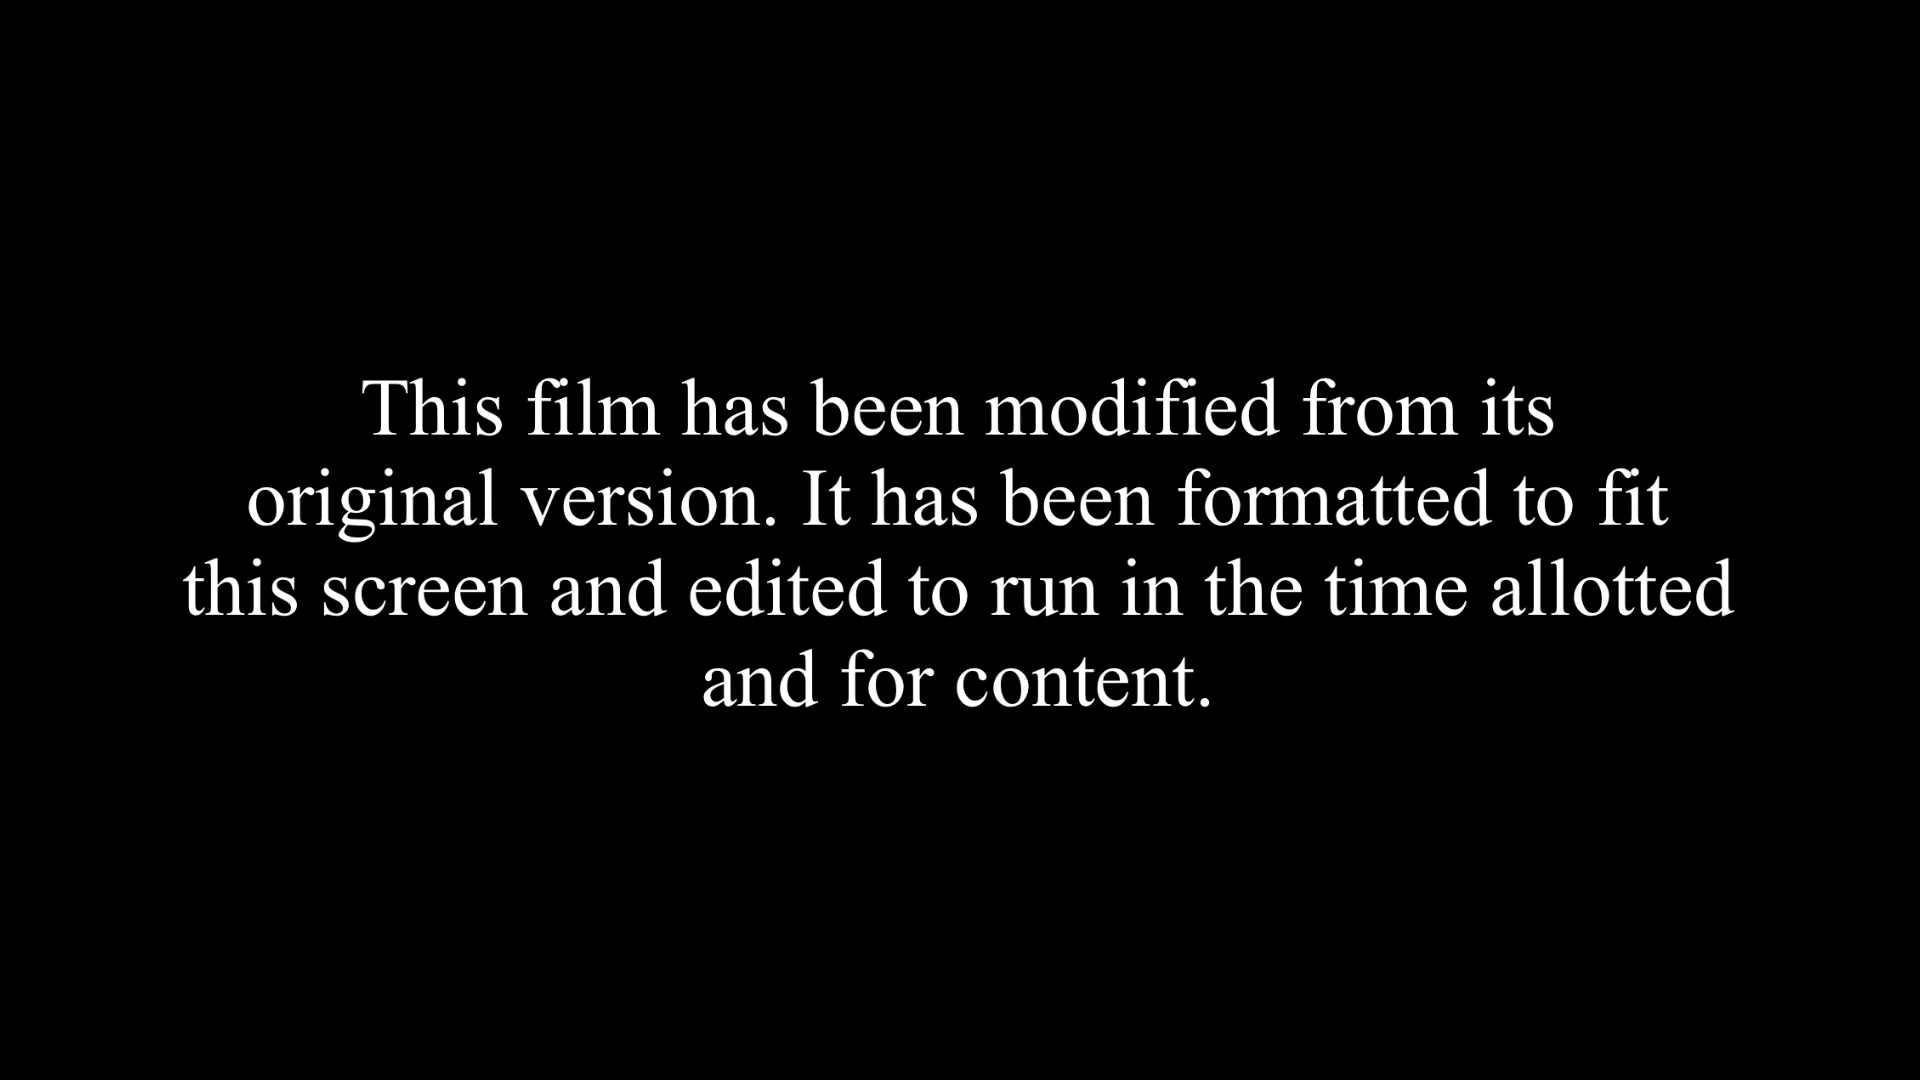 This film has been modified from its
original version. It has been formatted to fit
this screen and edited to run in the time allotted
and for content.